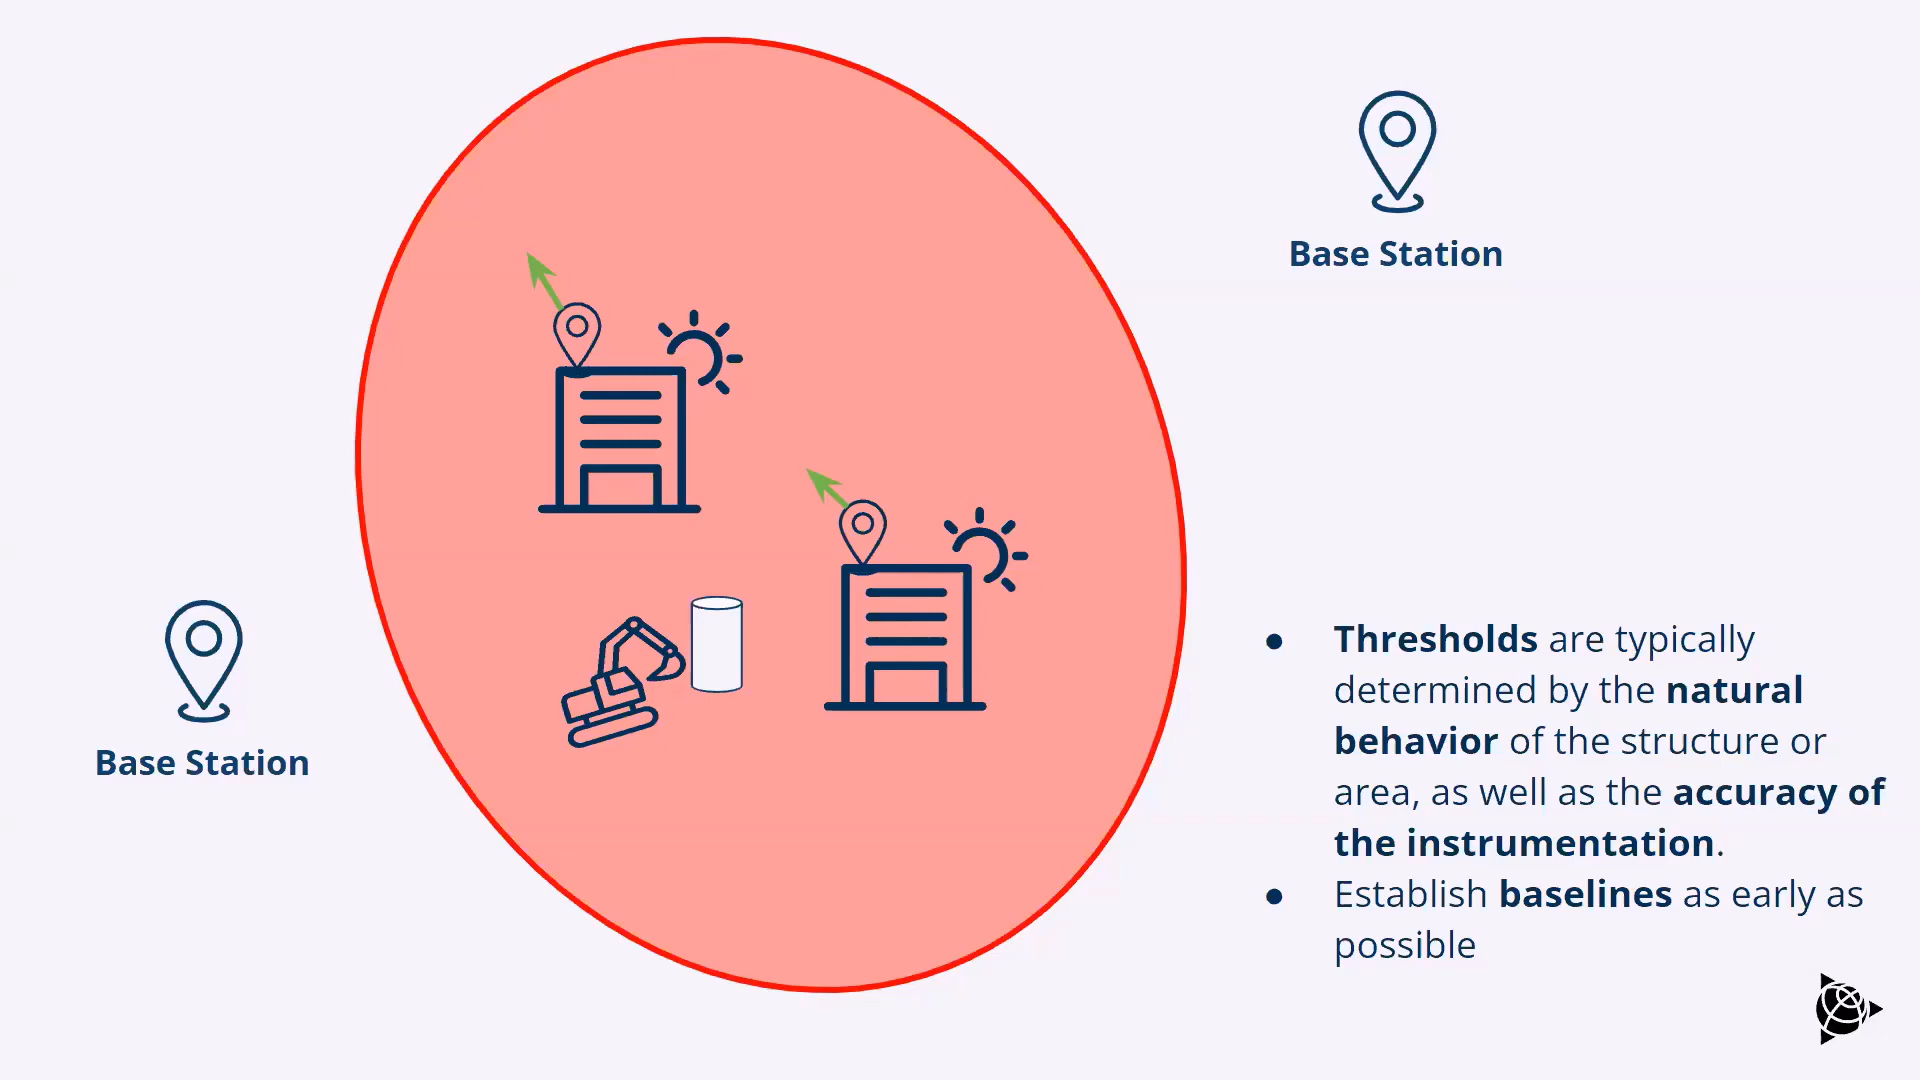 Base Station
Base Station
● Thresholds are typically
determined by the natural
behavior of the structure or
area, as well as the accuracy of
the instrumentation.
● Establish baselines as early as
possible